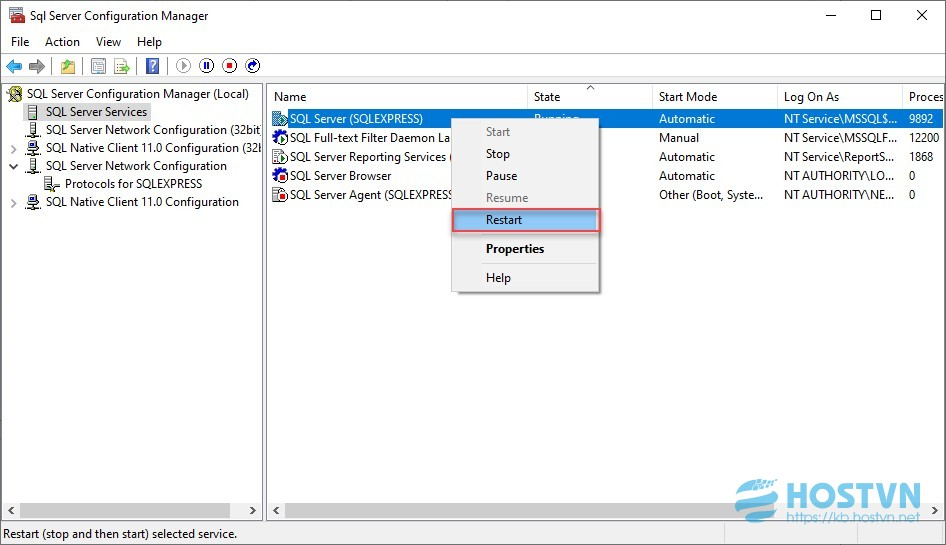 Sql Server Configuration Manager
File Action View Help
SQL Server Configuration Manager (Local)
SQL Server Services
SQL Server Network Configuration (32bit
SQL Native Client 11.0 Configuration (32bit
SQL Server Network Configuration
Protocols for SQLEXPRESS
SQL Native Client 11.0 Configuration
Name State Start Mode Log On As Proces
SQL Server (SQLEXPRESS) Running Automatic NT Service\MSSQL$... 9892
SQL Full-text Filter Daemon La Manual NT Service\MSSQL$... 12200
SQL Server Reporting Services ( Automatic NT Service\ReportS... 1868
SQL Server Browser Automatic NT AUTHORITY\LO... 0
SQL Server Agent (SQLEXPRESS Other (Boot, Syste... NT AUTHORITY\NE... 0
Start
Stop
Pause
Resume
Restart
Properties
Help
HOSTVN
https://kb.hostvn.net
Restart (stop and then start) selected service.